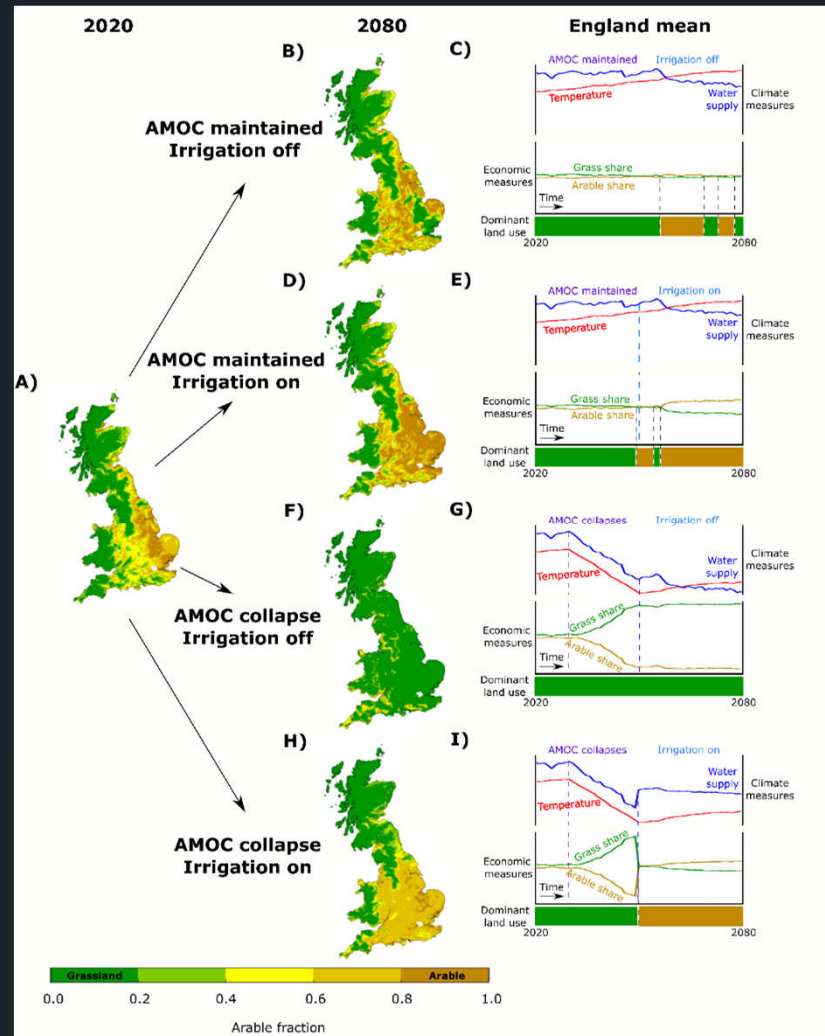 2020
2080
England mean
B)
C)
AMOC maintained
Irrigation off
AMOC maintained
Irrigation off
Temperature
Water
supply
Climate
measures
Economic
measures
Grass share
Arable share
Time
Dominant
land use
2020
2080
D)
E)
AMOC maintained
Irrigation on
AMOC maintained
Irrigation on
Temperature
Water
supply
Climate
measures
Economic
measures
Grass share
Arable share
Time
Dominant
land use
2020
2080
A)
F)
G)
AMOC collapse
Irrigation off
AMOC collapses
Irrigation off
Temperature
Water
supply
Climate
measures
Economic
measures
Grass share
Arable share
Time
Dominant
land use
2020
2080
H)
I)
AMOC collapse
Irrigation on
AMOC collapses
Irrigation on
Temperature
Water
supply
Climate
measures
Economic
measures
Grass share
Arable share
Time
Dominant
land use
2020
2080
Grassland
Arable
0.0 0.2 0.4 0.6 0.8 1.0
Arable fraction